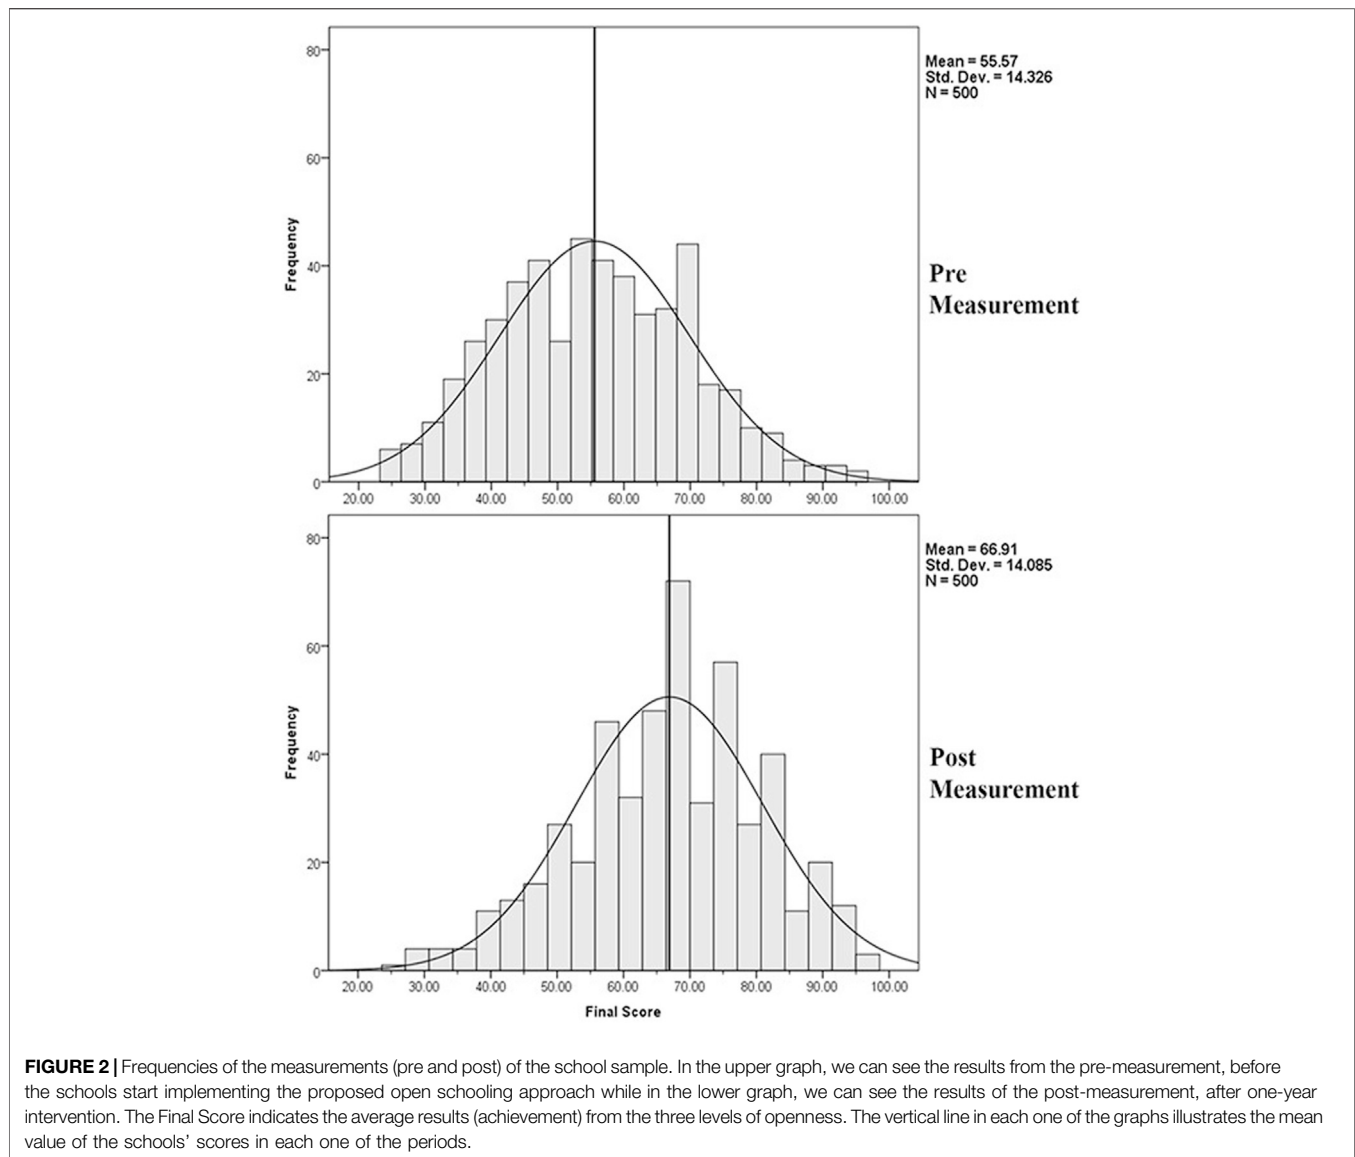 80
60
40
20
0
Frequency
20.00 30.00 40.00 50.00 60.00 70.00 80.00 90.00 100.00
Mean = 55.57
Std. Dev. = 14.326
N = 500
Pre
Measurement
80
60
40
20
0
Frequency
20.00 30.00 40.00 50.00 60.00 70.00 80.00 90.00 100.00
Final Score
Mean = 66.91
Std. Dev. = 14.085
N = 500
Post
Measurement
FIGURE 2 | Frequencies of the measurements (pre and post) of the school sample. In the upper graph, we can see the results from the pre-measurement, before
the schools start implementing the proposed open schooling approach while in the lower graph, we can see the results of the post-measurement, after one-year
intervention. The Final Score indicates the average results (achievement) from the three levels of openness. The vertical line in each one of the graphs illustrates the mean
value of the schools’ scores in each one of the periods.